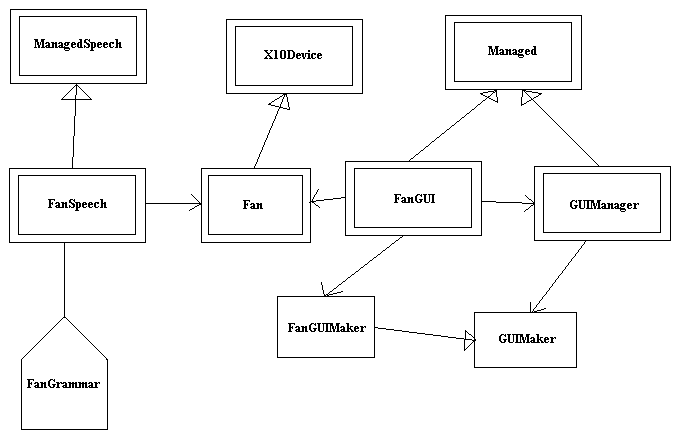 ManagedSpeech
X10Device
Managed
FanSpeech
Fan
FanGUI
GUIManager
FanGUIMaker
GUIMaker
FanGrammar